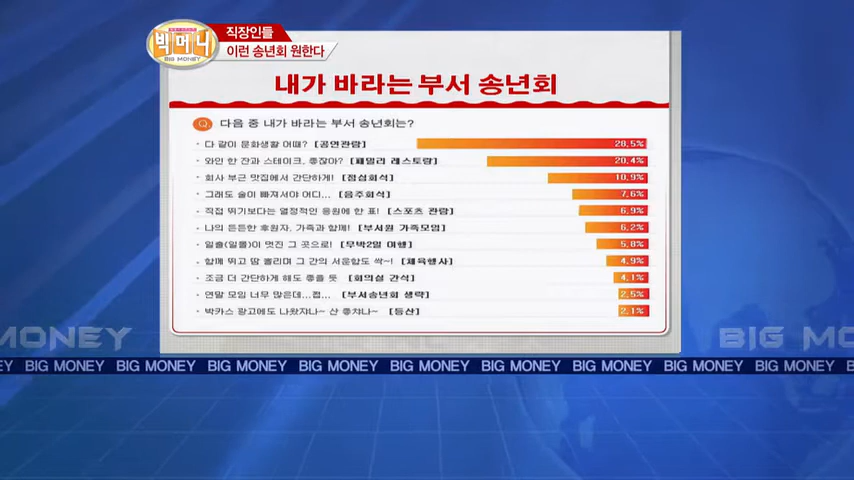 빅머니
BIG MONEY
직장인들
이런 송년회 원한다
내가 바라는 부서 송년회
Q 다음 중 내가 바라는 부서 송년회는?
· 다 같이 문화생활 어때? [공연관람] 28.5%
· 와인 한 잔과 스테이크, 좋잖아? [패밀리 레스토랑] 20.4%
· 회사 부근 맛집에서 간단하게! [점심회식] 10.9%
· 그래도 술이 빠져서야 어디... [음주회식] 7.6%
· 직접 뛰기보다는 열정적인 응원에 한 표! [스포츠 관람] 6.9%
· 나의 든든한 후원자, 가족과 함께! [부서원 가족모임] 6.2%
· 일출(일몰)이 멋진 그 곳으로! [무박2일 여행] 5.8%
· 함께 뛰고 땀 흘리며 그 간의 서운함도 싹~! [체육행사] 4.9%
· 조금 더 간단하게 해도 좋을 듯 [회의실 간식] 4.1%
· 연말 모임 너무 많은데...쩝... [부서송년회 생략] 2.5%
· 박카스 광고에도 나왔쟈나~ 산 좋챠나~ [등산] 2.1%
MONEY
BIG MO
BIG MONEY BIG MONEY BIG MONEY BIG MONEY BIG MONEY BIG MONEY BIG MONEY BIG MONEY